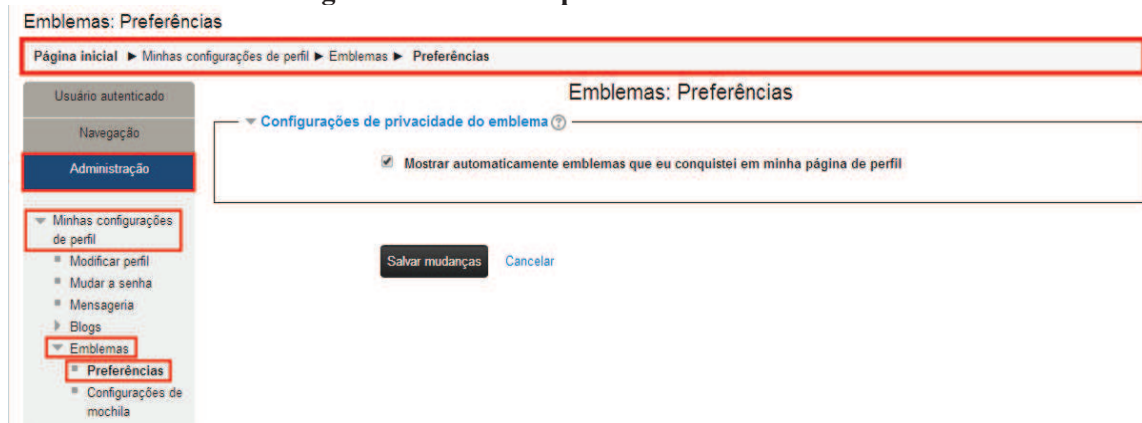 Emblemas: Preferências
Página inicial ► Minhas configurações de perfil ► Emblemas ► Preferências
Usuário autenticado
Navegação
Administração
Minhas configurações
de perfil
Modificar perfil
Mudar a senha
Mensageria
Blogs
Emblemas
Preferências
Configurações de
mochila
Emblemas: Preferências
Configurações de privacidade do emblema
Mostrar automaticamente emblemas que eu conquistei em minha página de perfil
Salvar mudanças Cancelar